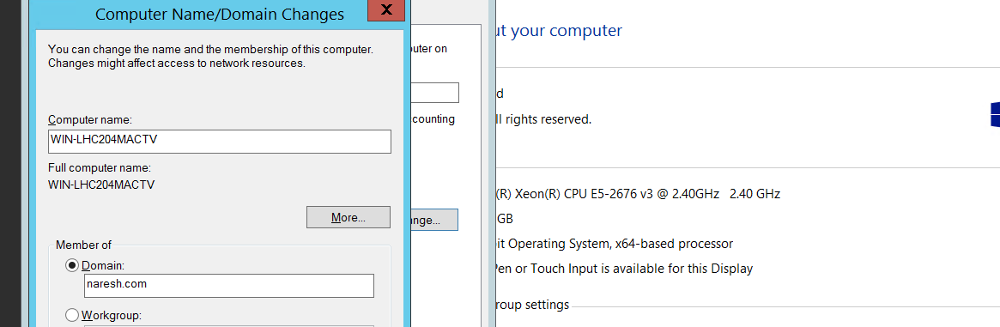 Computer Name/Domain Changes
X
You can change the name and the membership of this computer.
Changes might affect access to network resources.
Computer name:
WIN-LHC204MACTV
Full computer name:
WIN-LHC204MACTV
More...
Member of
Domain:
naresh.com
Workgroup:
uter on
counting
nge...
ut your computer
d
ll rights reserved.
(R) Xeon(R) CPU E5-2676 v3 @ 2.40GHz 2.40 GHz
GB
it Operating System, x64-based processor
Pen or Touch Input is available for this Display
roup settings